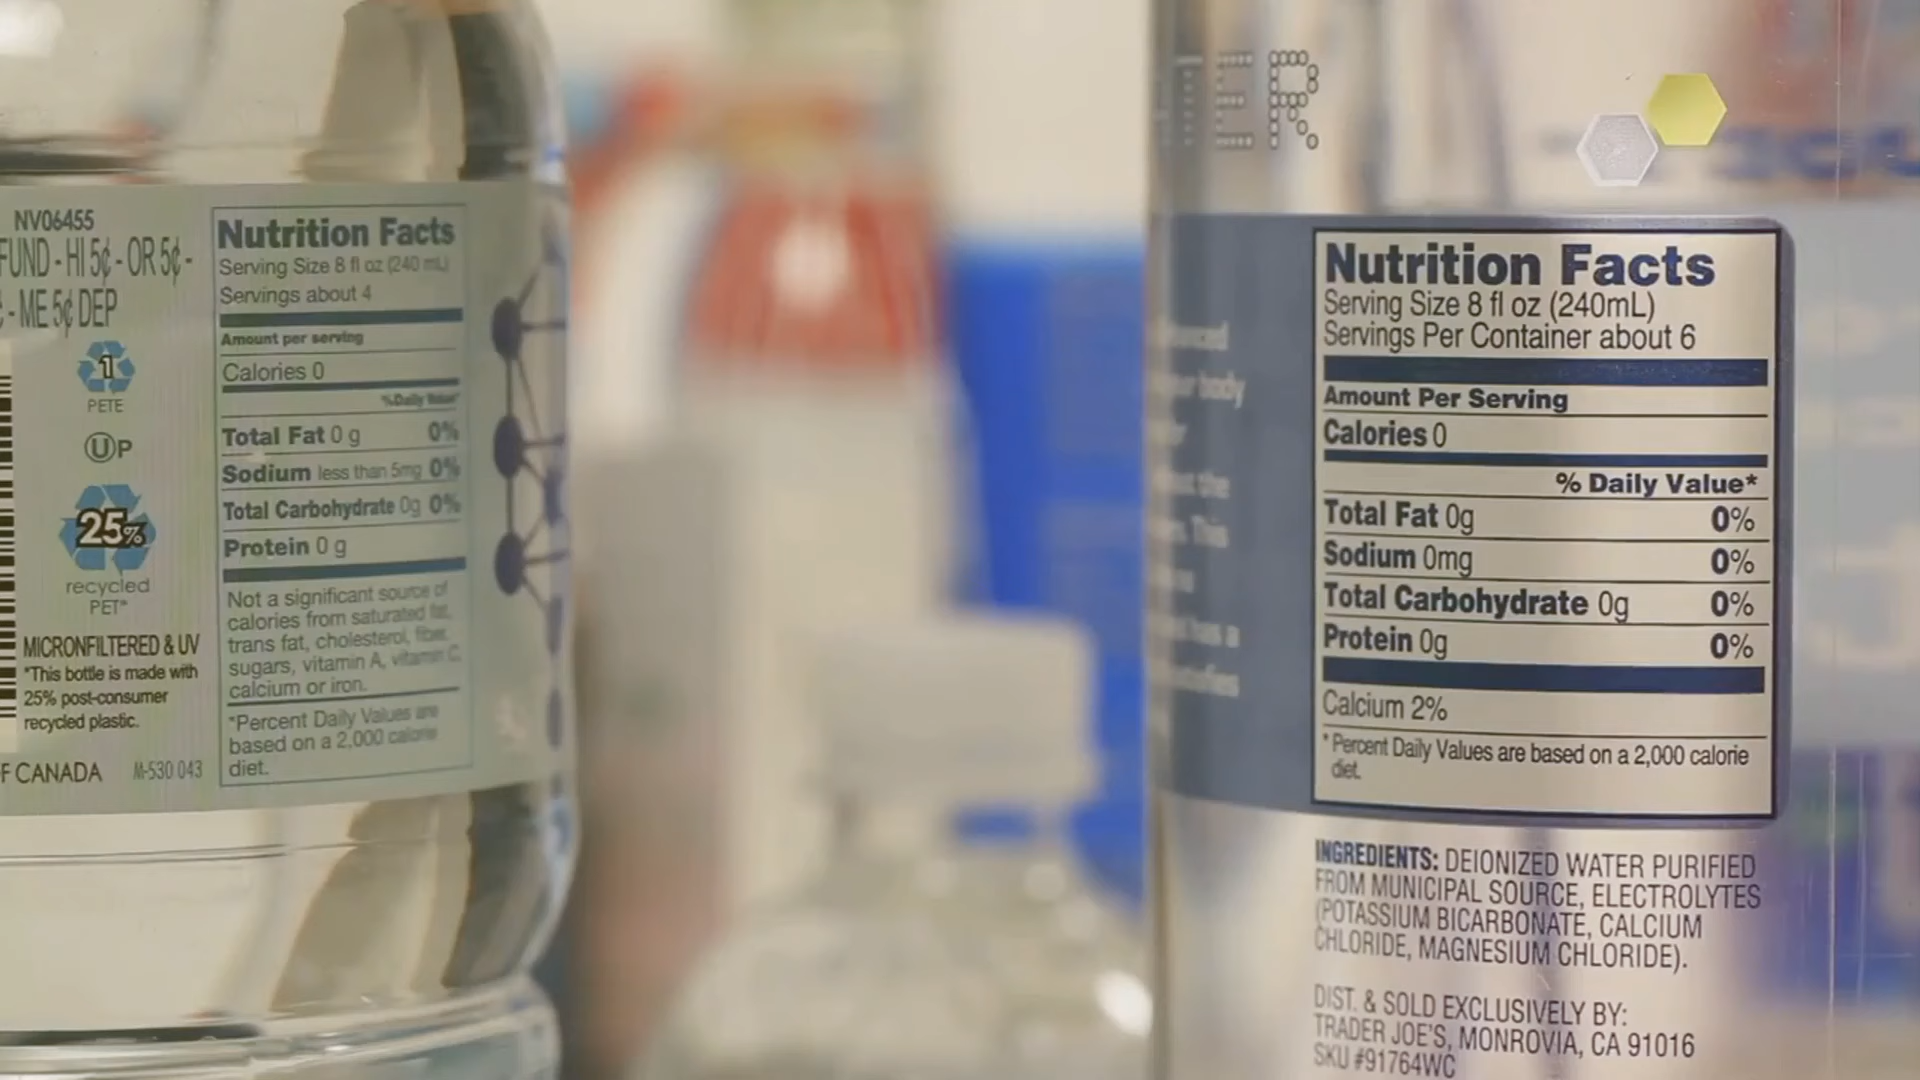 NV06455
FUND - HI 5¢ - OR 5¢ -
- ME 5¢ DEP
1
PETE
UP
25%
recycled
PET*
MICRONFILTERED & UV
*This bottle is made with
25% post-consumer
recycled plastic.
F CANADA M-530 043
Nutrition Facts
Serving Size 8 fl oz (240 mL)
Servings about 4
Amount per serving
Calories 0
%Daily Value*
Total Fat 0 g 0%
Sodium less than 5mg 0%
Total Carbohydrate 0g 0%
Protein 0 g
Not a significant source of
calories from saturated fat,
trans fat, cholesterol, fiber,
sugars, vitamin A, vitamin C,
calcium or iron.
*Percent Daily Values are
based on a 2,000 calorie
diet.
TER
body
the
This
has a
Nutrition Facts
Serving Size 8 fl oz (240mL)
Servings Per Container about 6
Amount Per Serving
Calories 0
% Daily Value*
Total Fat 0g 0%
Sodium 0mg 0%
Total Carbohydrate 0g 0%
Protein 0g 0%
Calcium 2%
* Percent Daily Values are based on a 2,000 calorie
diet.
INGREDIENTS: DEIONIZED WATER PURIFIED
FROM MUNICIPAL SOURCE, ELECTROLYTES
(POTASSIUM BICARBONATE, CALCIUM
CHLORIDE, MAGNESIUM CHLORIDE).
DIST. & SOLD EXCLUSIVELY BY:
TRADER JOE'S, MONROVIA, CA 91016
SKU #91764WC